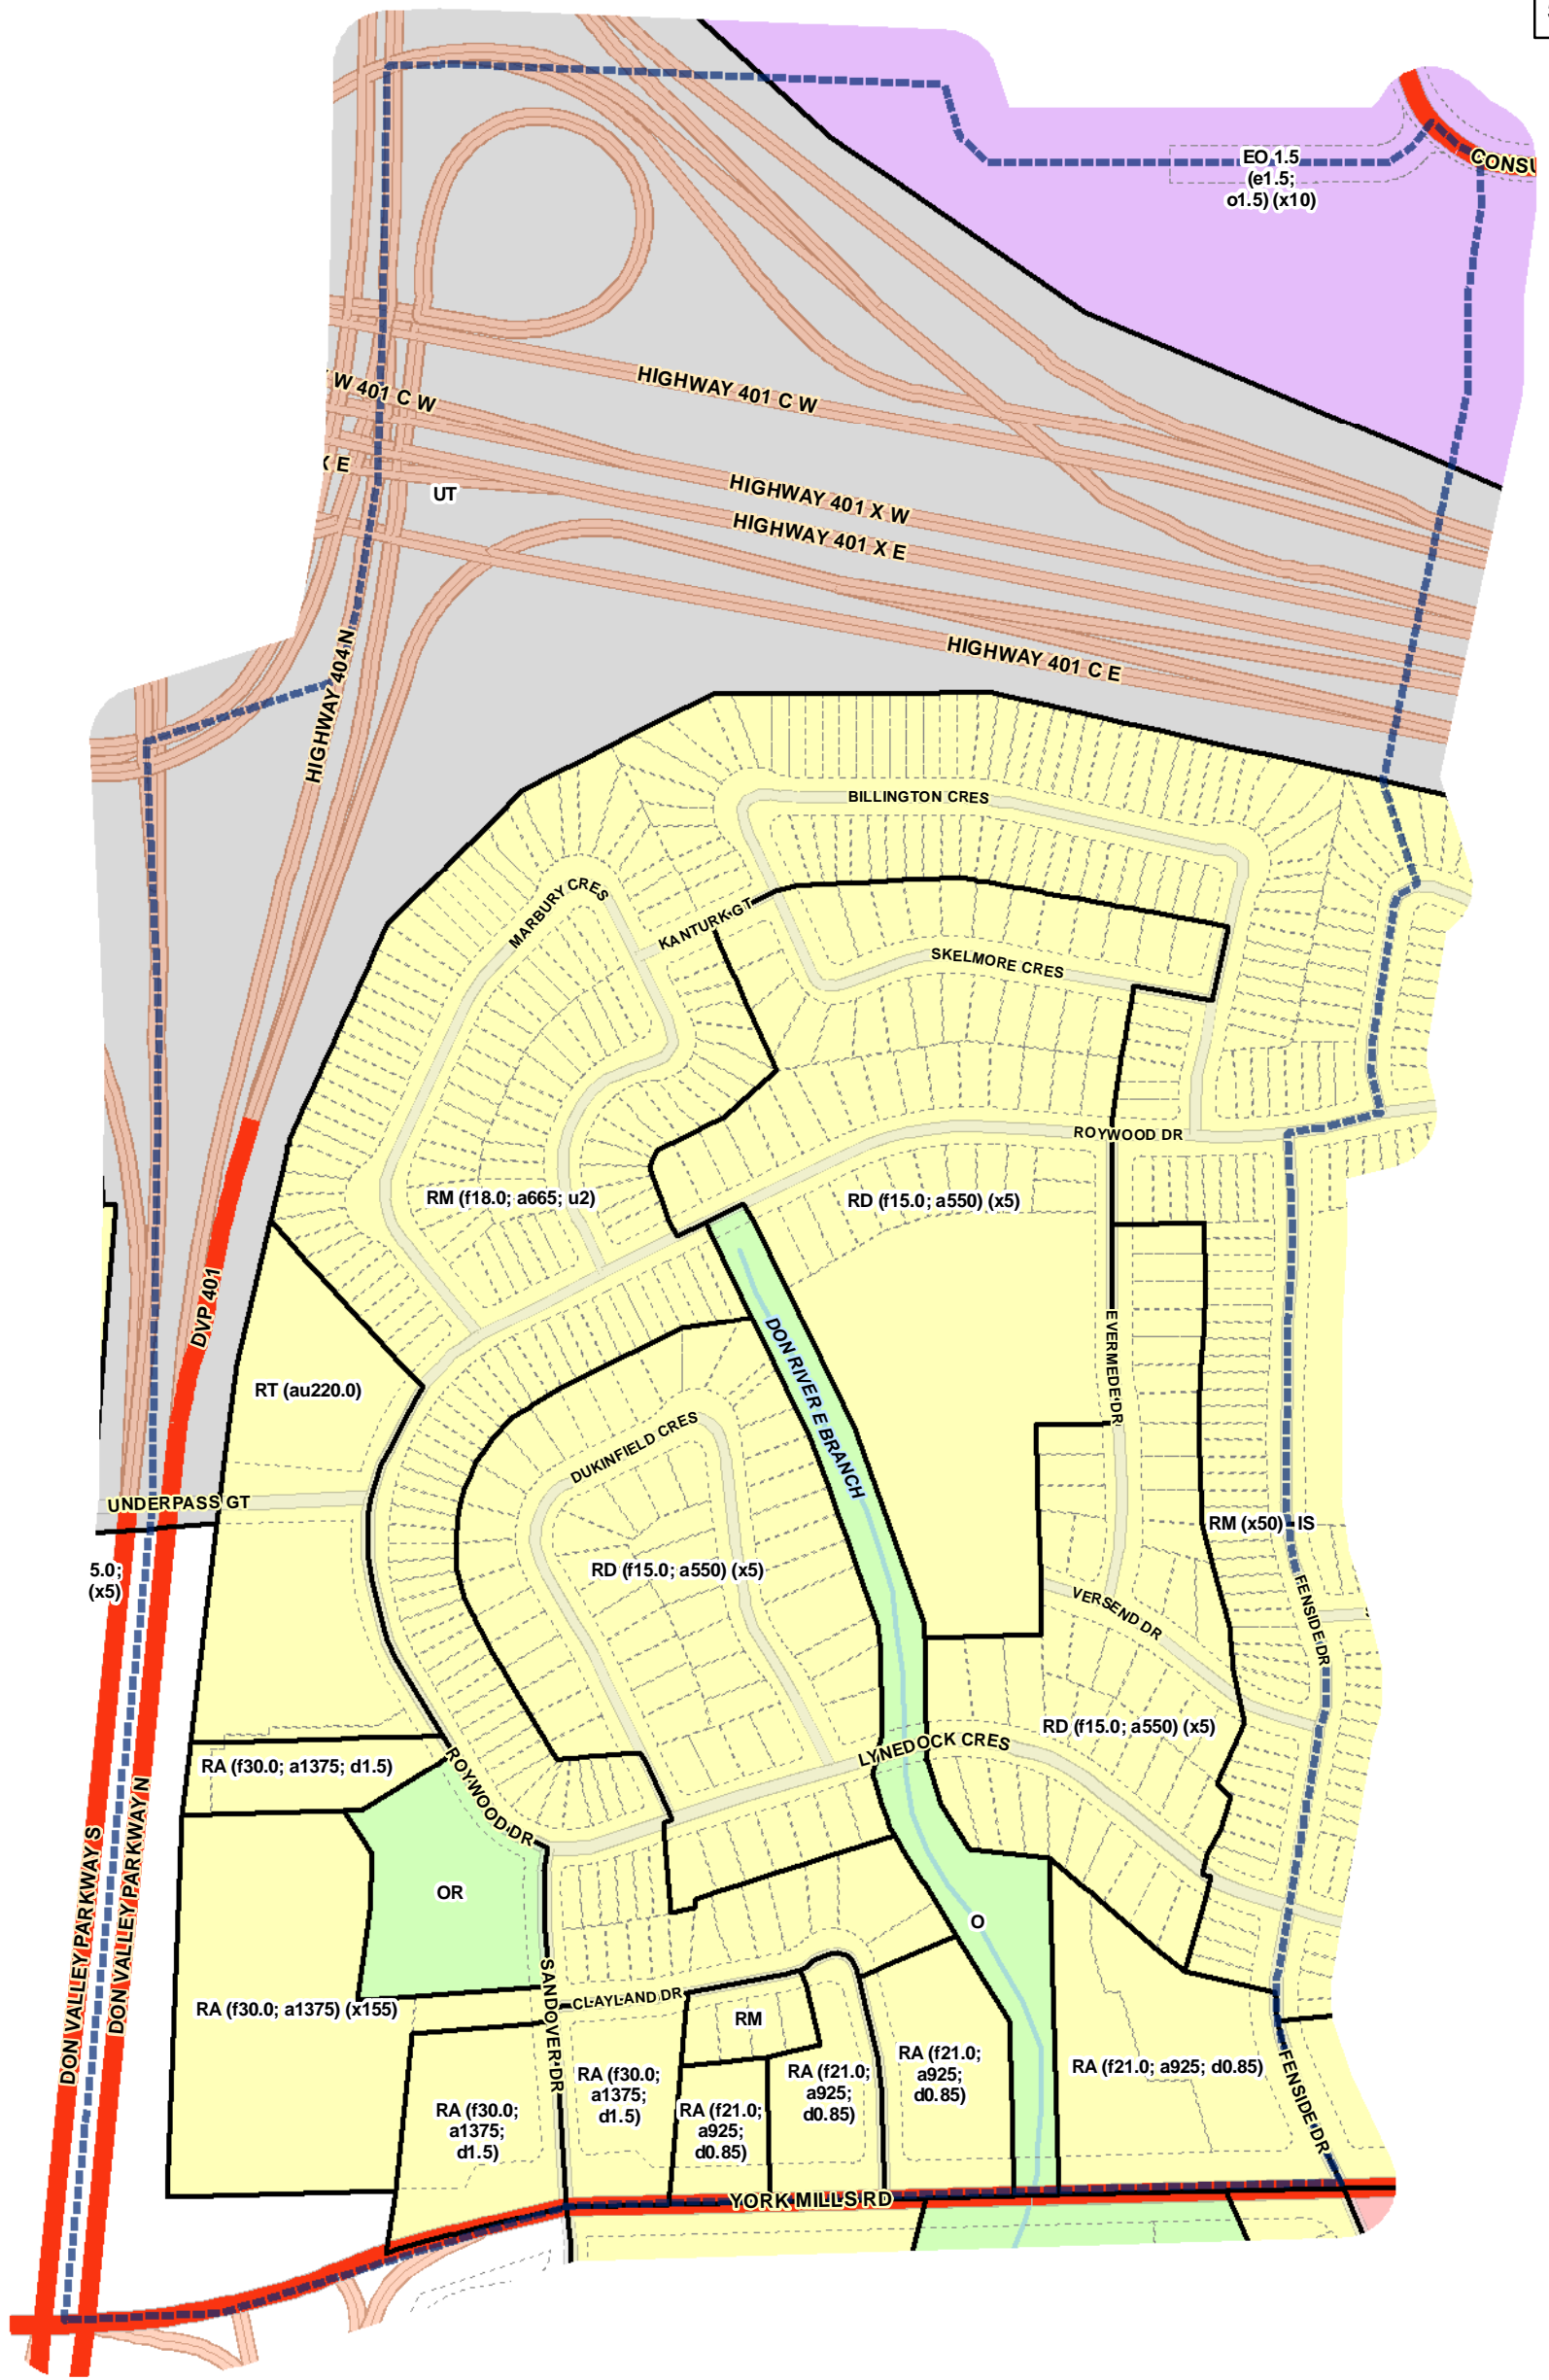 EO 1.5
(e1.5;
o1.5) (x10)
HIGHWAY 401 C W
W 401 C W
X E
UT
HIGHWAY 401 X W
HIGHWAY 401 X E
HIGHWAY 401 C E
HIGHWAY 404 N
BILLINGTON CRES
MARBURY CRES
KANTURK GT
SKELMORE CRES
ROYWOOD DR
RM (f18.0; a665; u2)
RD (f15.0; a550) (x5)
DVP 401
RT (au220.0)
DON RIVER E BRANCH
EVERMEDE DR
DUKINFIELD CRES
UNDERPASS GT
RM (x50) - IS
5.0;
(x5)
RD (f15.0; a550) (x5)
VERSEND DR
FENSIDE DR
RD (f15.0; a550) (x5)
LYNEDOCK CRES
RA (f30.0; a1375; d1.5)
ROYWOOD DR
DON VALLEY PARKWAY S
DON VALLEY PARKWAY N
OR
O
SANDOVER DR
CLAYLAND DR
RA (f30.0; a1375) (x155)
RM
RA (f30.0;
a1375;
d1.5)
RA (f30.0;
a1375;
d1.5)
RA (f21.0;
a925;
d0.85)
RA (f21.0;
a925;
d0.85)
RA (f21.0;
a925;
d0.85)
RA (f21.0; a925; d0.85)
FENSIDE DR
YORK MILLS RD